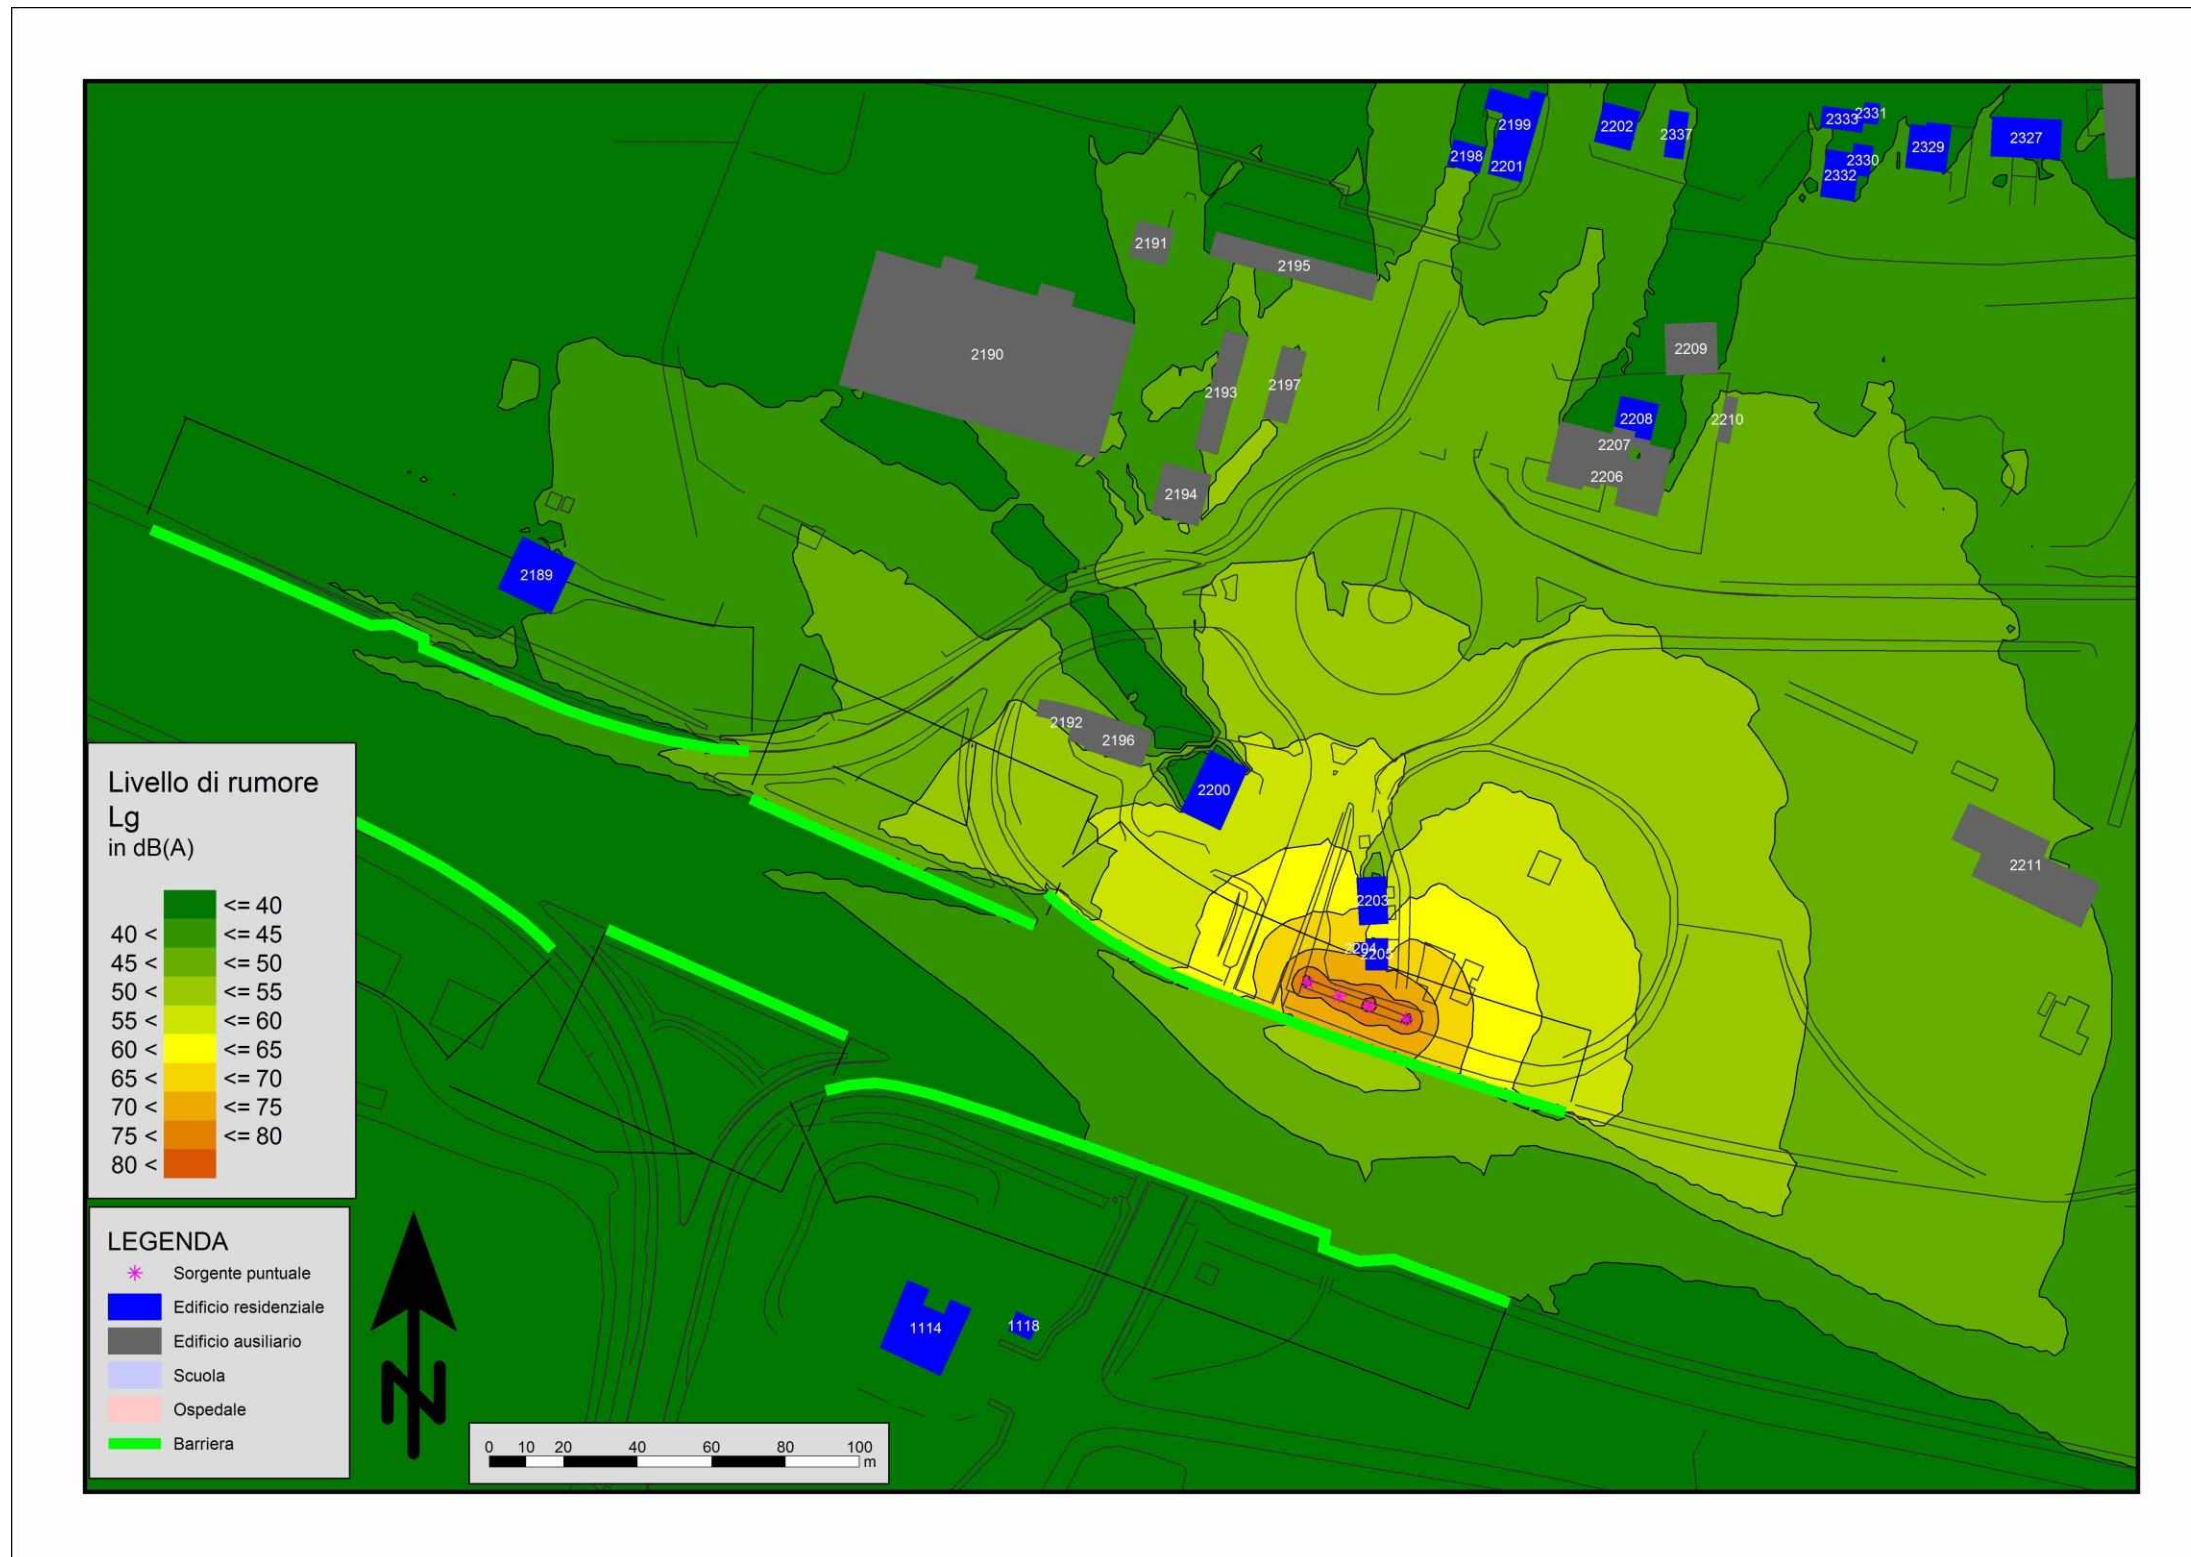 2199
2202
2337
2333
2331
2329
2327
2198
2201
2330
2332
2191
2195
2190
2209
2193
2197
2208
2210
2207
2206
2194
2189
2192
2196
2200
2211
2203
2204
2205
1114
1118
Livello di rumore
Lg
in dB(A)
<= 40
40 < <= 45
45 < <= 50
50 < <= 55
55 < <= 60
60 < <= 65
65 < <= 70
70 < <= 75
75 < <= 80
80 <
LEGENDA
Sorgente puntuale
Edificio residenziale
Edificio ausiliario
Scuola
Ospedale
Barriera
N
0 10 20 40 60 80 100
m